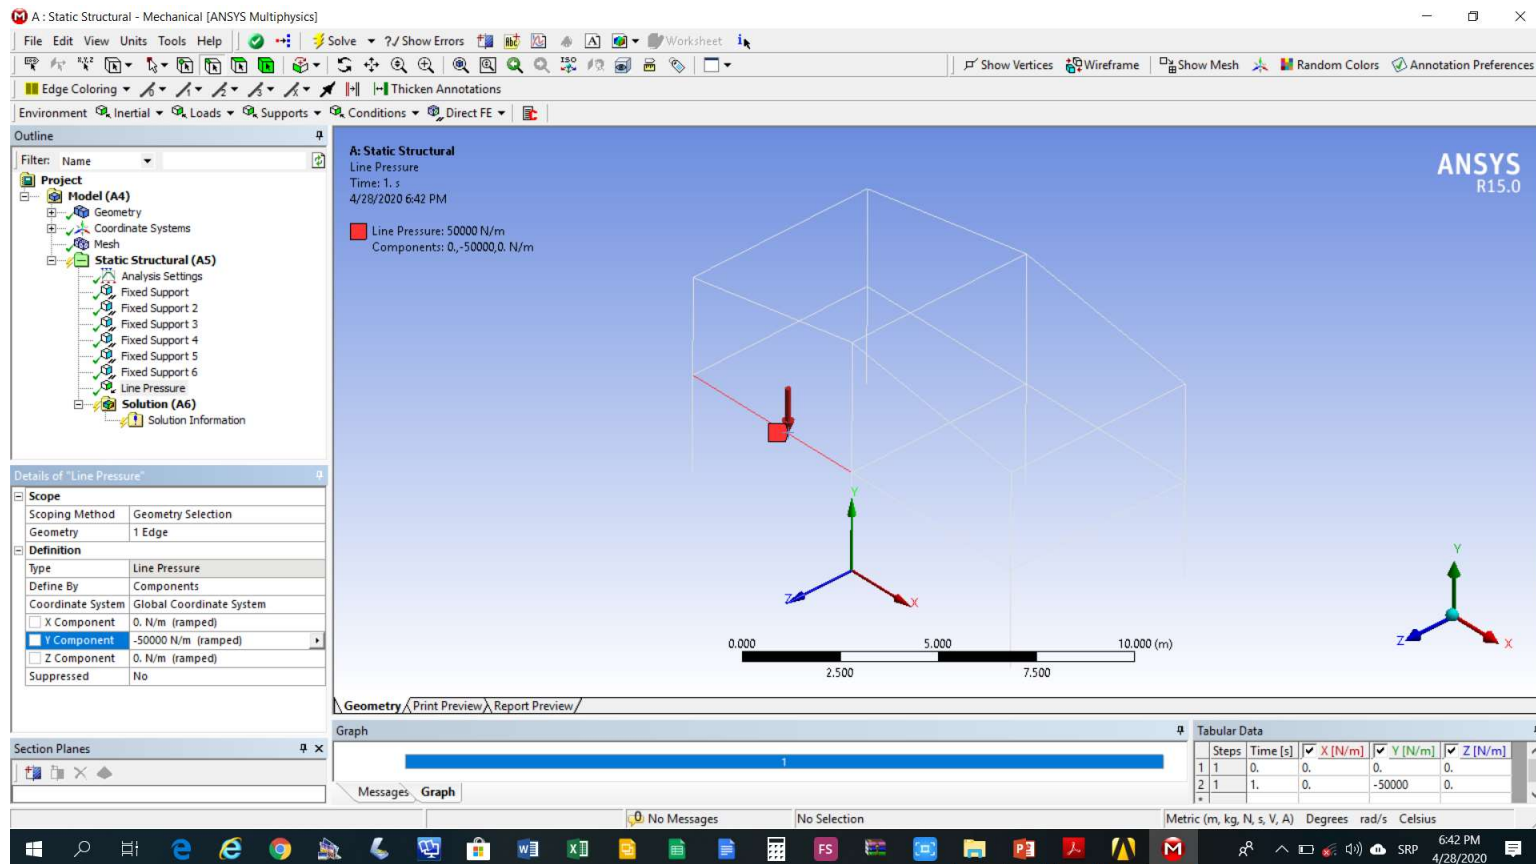 A : Static Structural - Mechanical [ANSYS Multiphysics]
File Edit View Units Tools Help Solve ?/ Show Errors Worksheet
Show Vertices Wireframe Show Mesh Random Colors Annotation Preferences
Edge Coloring Thicken Annotations
Environment Inertial Loads Supports Conditions Direct FE
Outline
Filter: Name
Project
Model (A4)
Geometry
Coordinate Systems
Mesh
Static Structural (A5)
Analysis Settings
Fixed Support
Fixed Support 2
Fixed Support 3
Fixed Support 4
Fixed Support 5
Fixed Support 6
Line Pressure
Solution (A6)
Solution Information
Details of "Line Pressure"
Scope
Scoping Method Geometry Selection
Geometry 1 Edge
Definition
Type Line Pressure
Define By Components
Coordinate System Global Coordinate System
X Component 0. N/m (ramped)
Y Component -50000 N/m (ramped)
Z Component 0. N/m (ramped)
Suppressed No
Section Planes
A: Static Structural
Line Pressure
Time: 1. s
4/28/2020 6:42 PM
Line Pressure: 50000 N/m
Components: 0.,-50000,0. N/m
ANSYS
R15.0
Y
Z
X
Y
Z
X
0.000 5.000 10.000 (m)
2.500 7.500
Geometry Print Preview Report Preview
Graph
1
Messages Graph
Tabular Data
Steps Time [s] X [N/m] Y [N/m] Z [N/m]
1 1 0. 0. 0. 0.
2 1 1. 0. -50000 0.
*
0 No Messages No Selection Metric (m, kg, N, s, V, A) Degrees rad/s Celsius
SRP
6:42 PM
4/28/2020